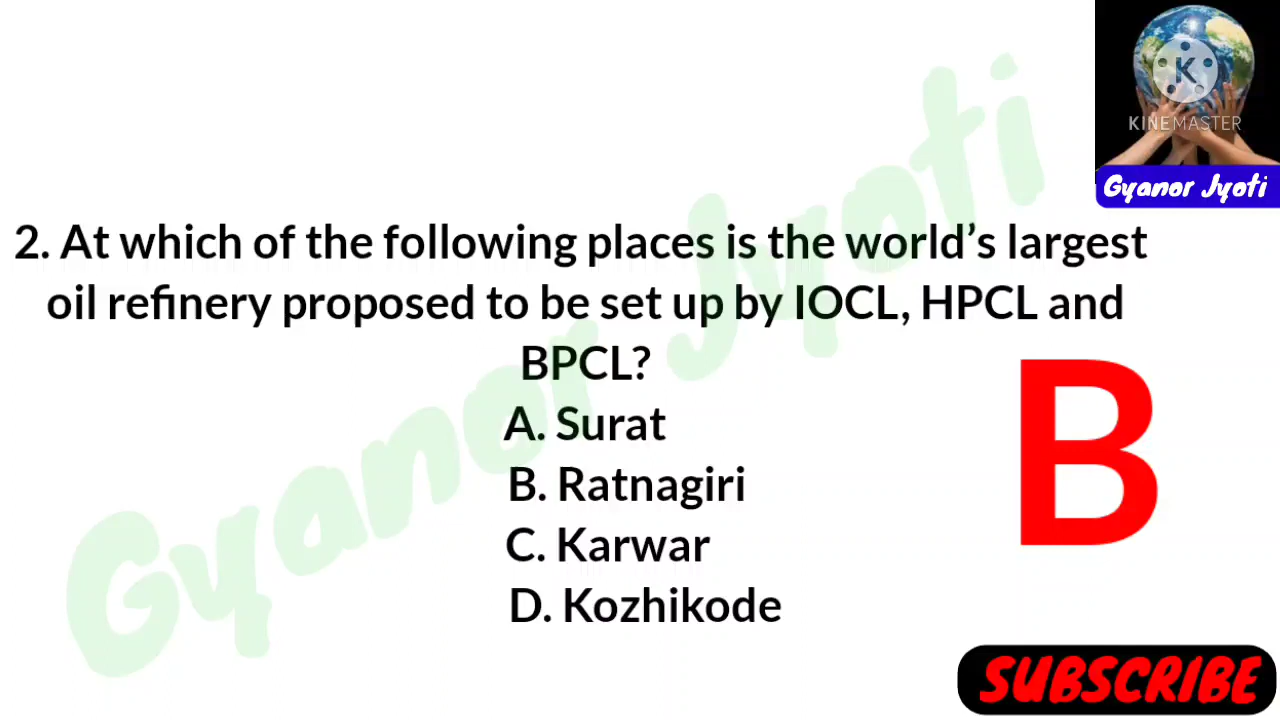 K
KINEMASTER
Gyanor Jyoti
Gyanor Jyoti
2. At which of the following places is the world’s largest
oil refinery proposed to be set up by IOCL, HPCL and
BPCL?
A. Surat
B. Ratnagiri
C. Karwar
D. Kozhikode
B
SUBSCRIBE